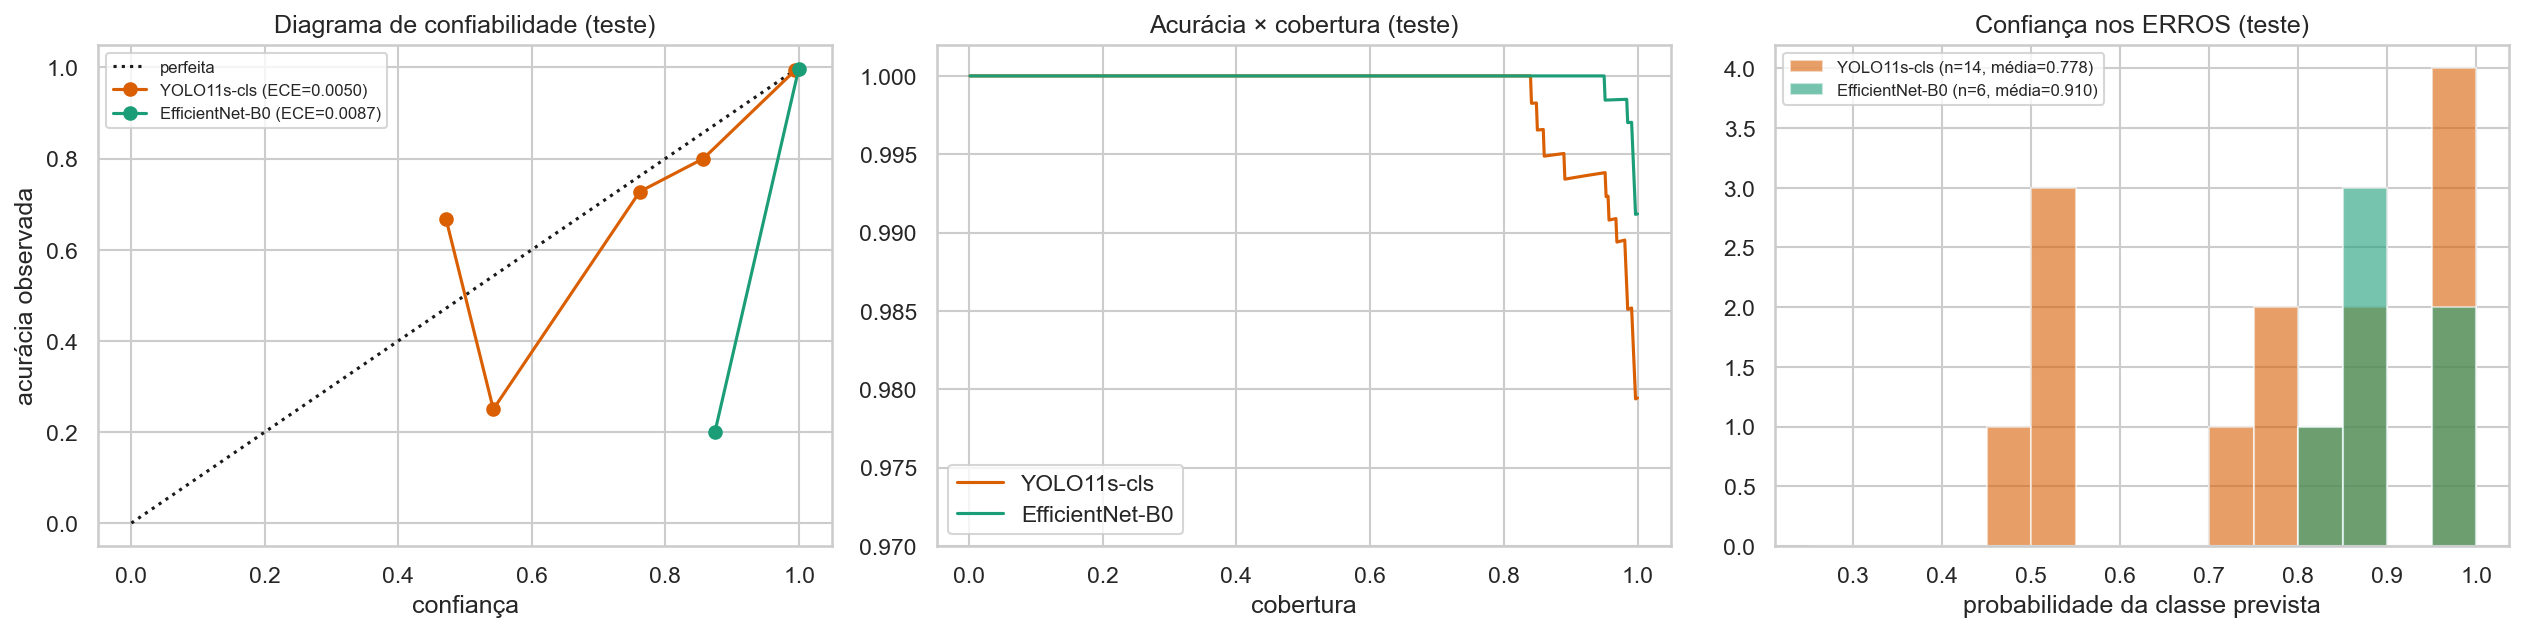 Diagrama de confiabilidade (teste)
perfeita
YOLO11s-cls (ECE=0.0050)
EfficientNet-B0 (ECE=0.0087)
1.0
0.8
0.6
0.4
0.2
0.0
acurácia observada
0.0 0.2 0.4 0.6 0.8 1.0
confiança
Acurácia × cobertura (teste)
1.000
0.995
0.990
0.985
0.980
0.975
0.970
YOLO11s-cls
EfficientNet-B0
0.0 0.2 0.4 0.6 0.8 1.0
cobertura
Confiança nos ERROS (teste)
YOLO11s-cls (n=14, média=0.778)
EfficientNet-B0 (n=6, média=0.910)
4.0
3.5
3.0
2.5
2.0
1.5
1.0
0.5
0.0
0.3 0.4 0.5 0.6 0.7 0.8 0.9 1.0
probabilidade da classe prevista